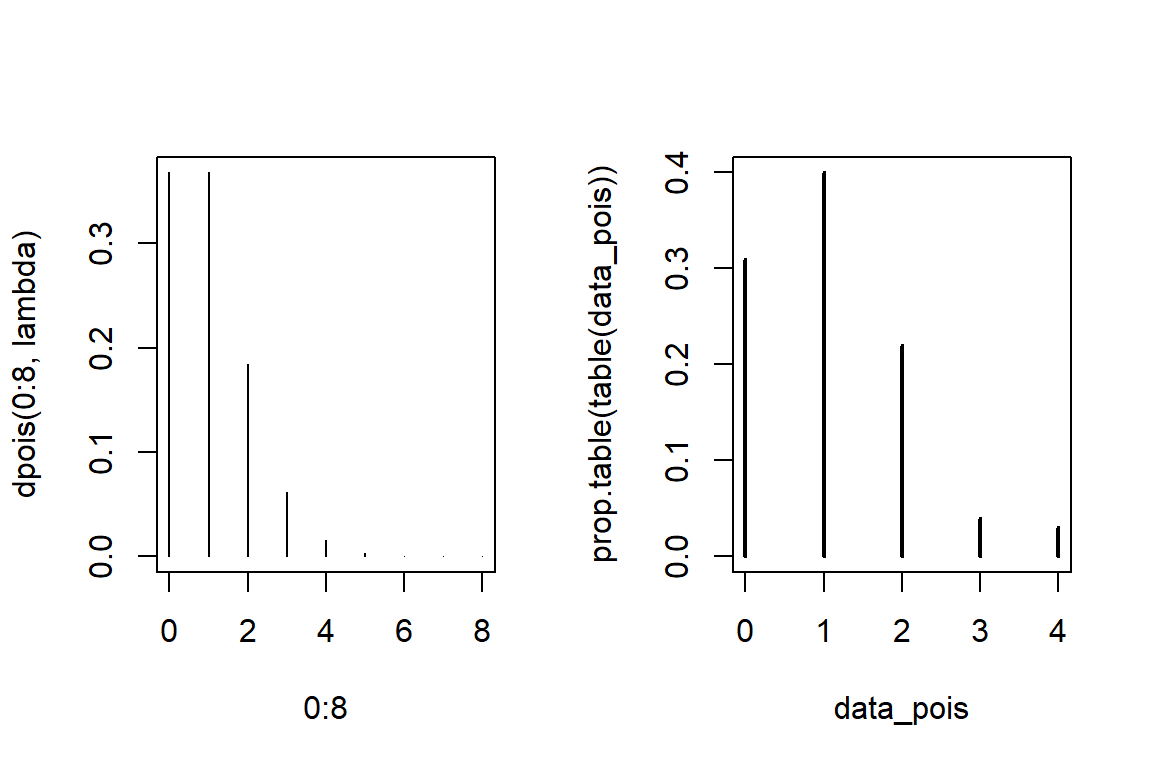 dpois(0:8, lambda)
0.0 0.1 0.2 0.3
0 2 4 6 8
0:8
prop.table(table(data_pois))
0.0 0.1 0.2 0.3 0.4
0 1 2 3 4
data_pois